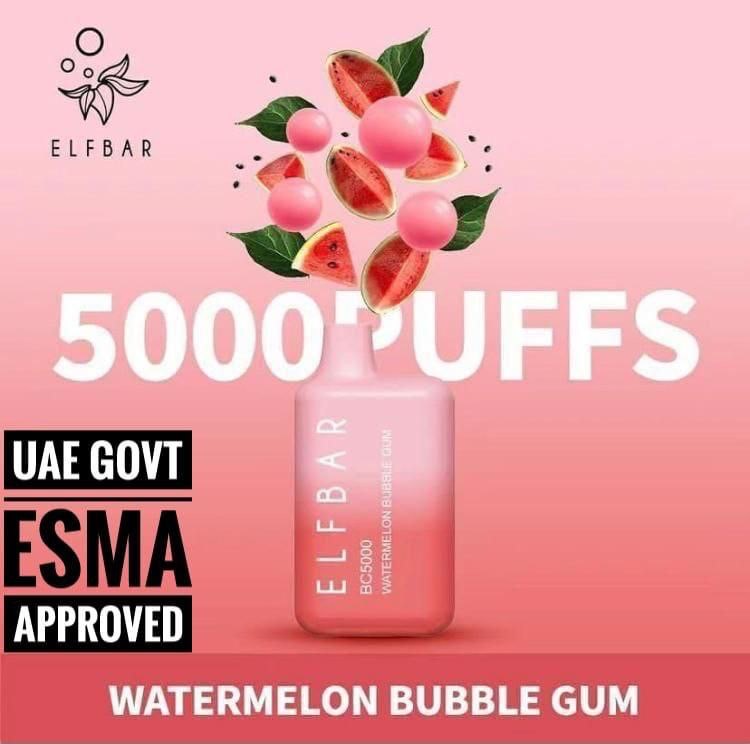 ELFBAR
5000PUFFS
UAE GOVT
ESMA
APPROVED
ELFBAR
BC5000
WATERMELON BUBBLE GUM
WATERMELON BUBBLE GUM